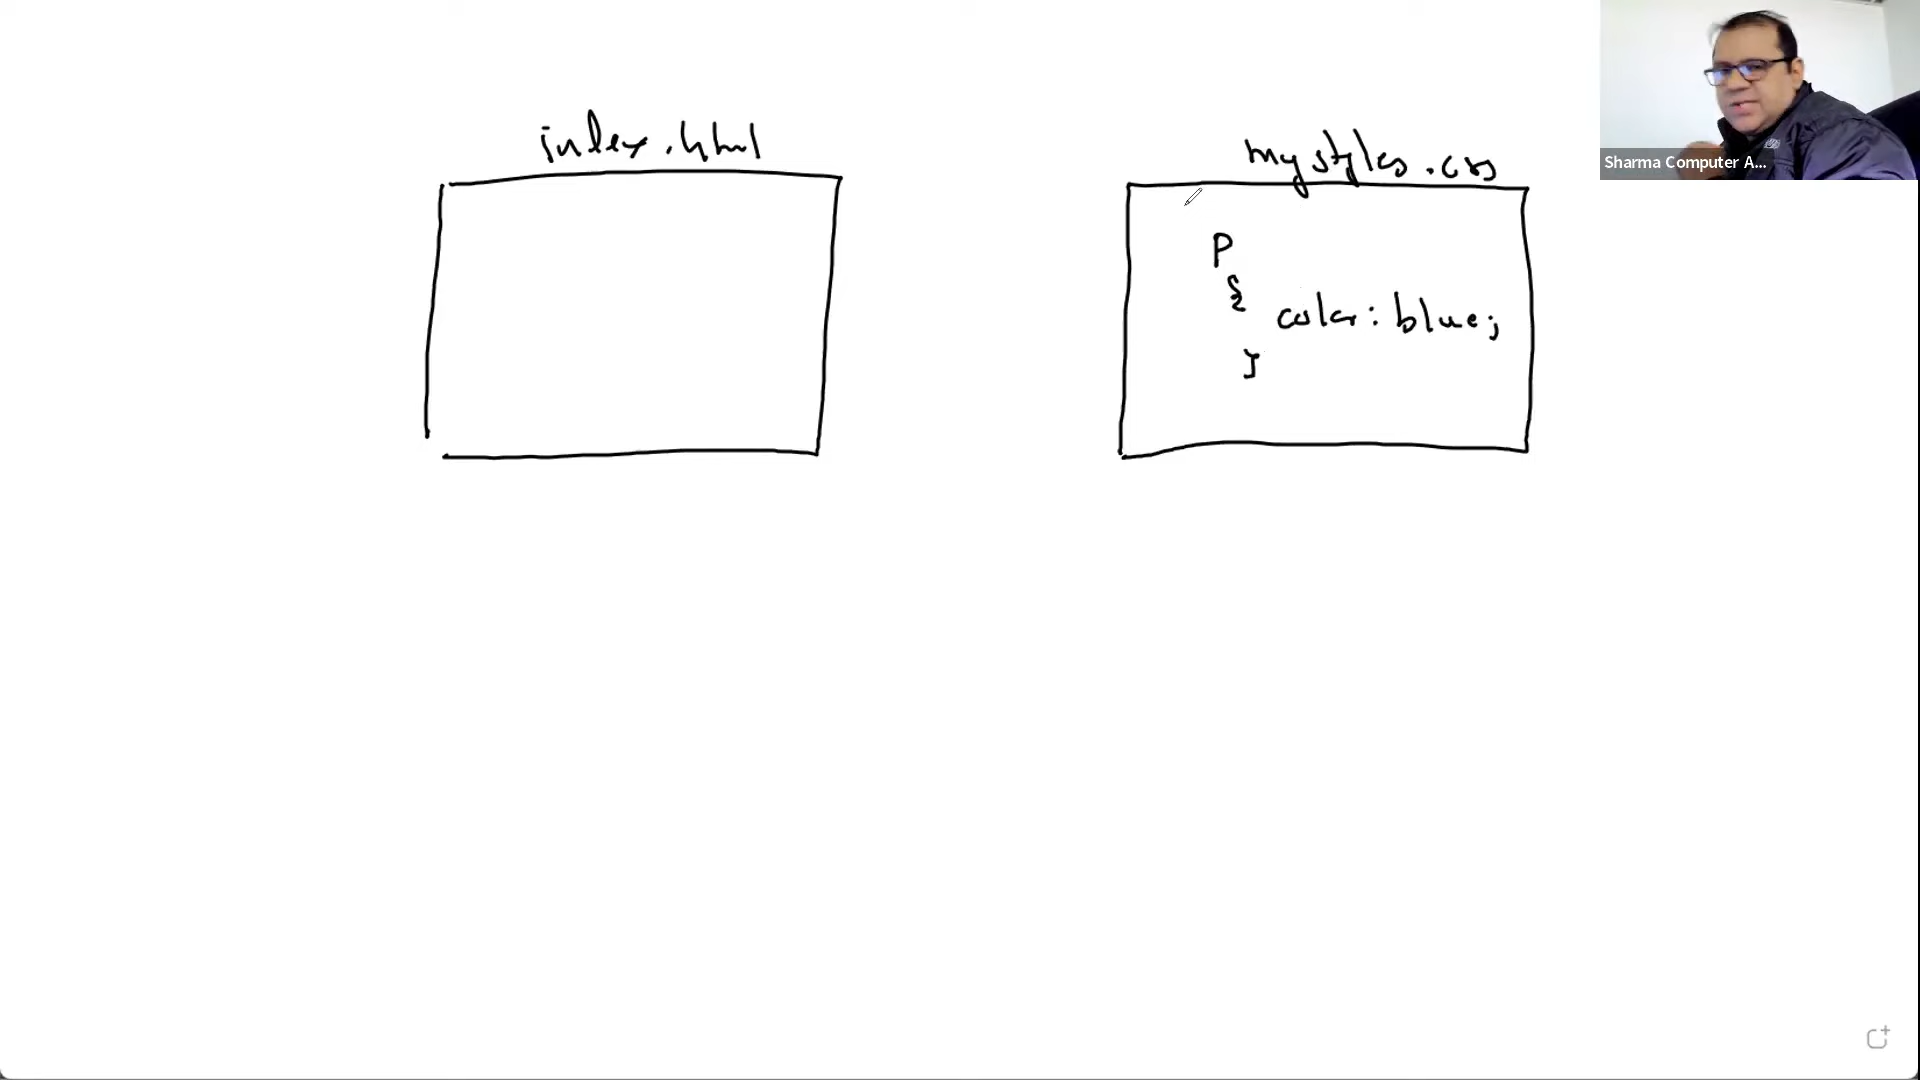 index.html
mystyles.css
Sharma Computer A...
P
{
color: blue;
}